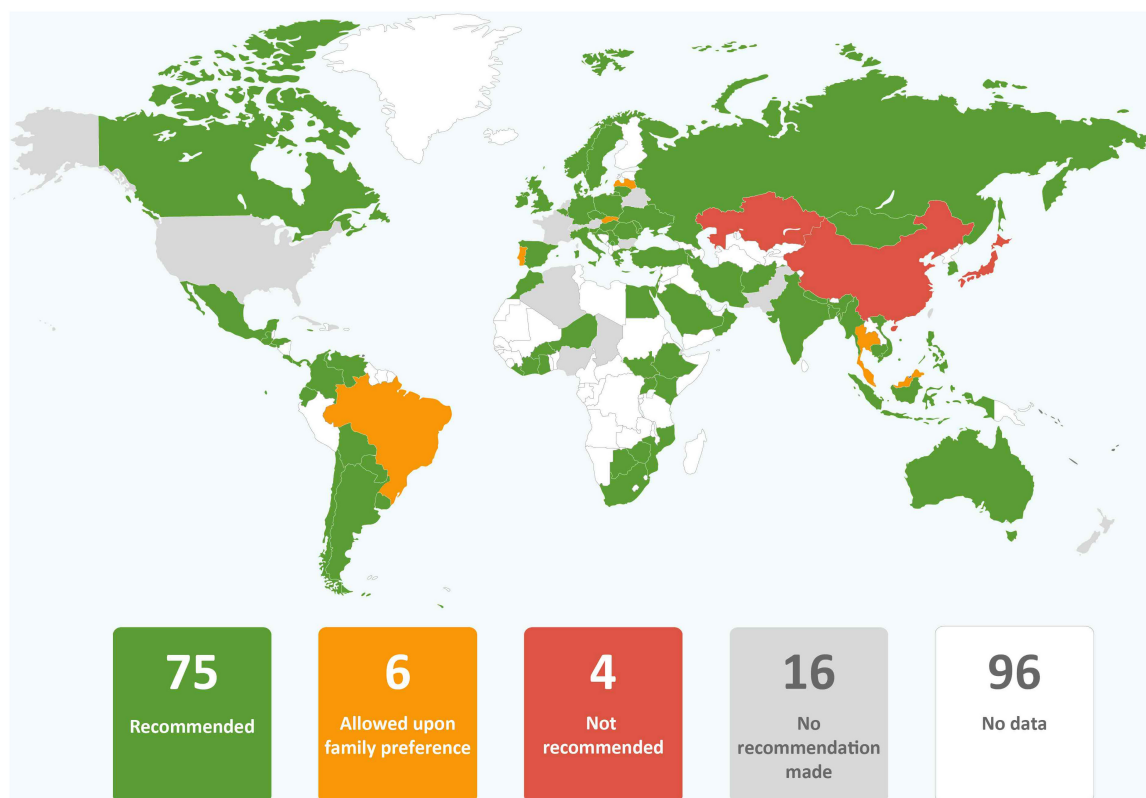 75
Recommended
6
Allowed upon
family preference
4
Not
recommended
16
No
recommendation
made
96
No data